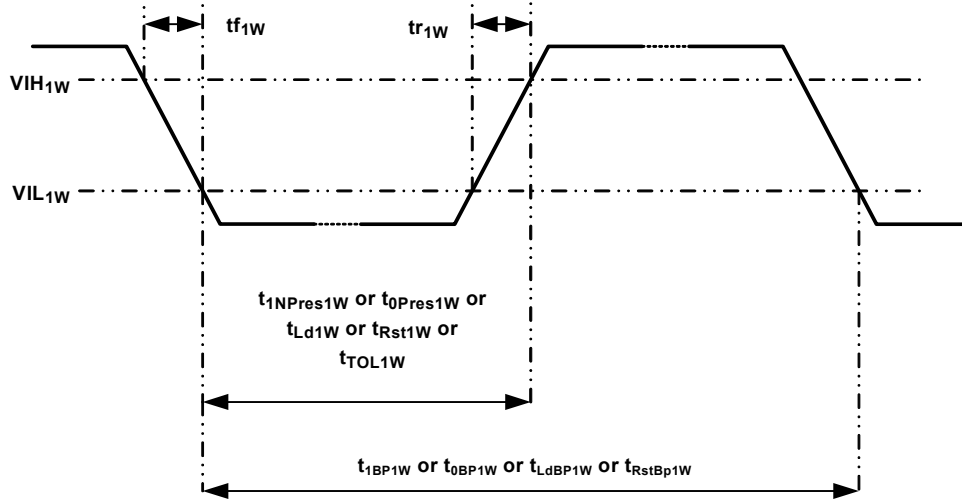 tf1W
tr1W
VIH1W
VIL1W
t1NPres1W or t0Pres1W or
tLd1W or tRst1W or
tTOL1W
t1BP1W or t0BP1W or tLdBP1W or tRstBp1W